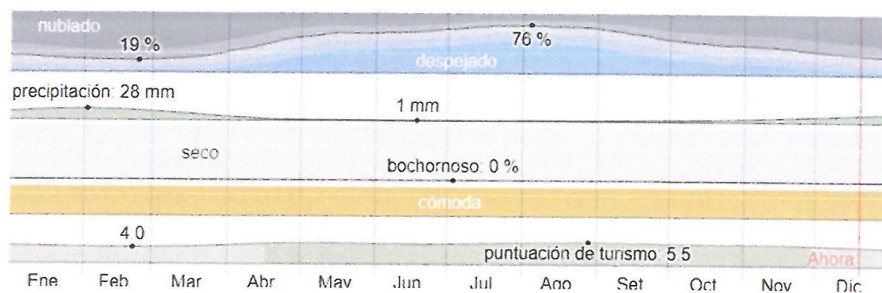 nublado
19 %
76 %
despejado
precipitación: 28 mm
1 mm
seco
bochornoso: 0 %
cómoda
4 0
puntuación de turismo: 5 5
Ahora
Ene Feb Mar Abr May Jun Jul Ago Set Oct Nov Dic